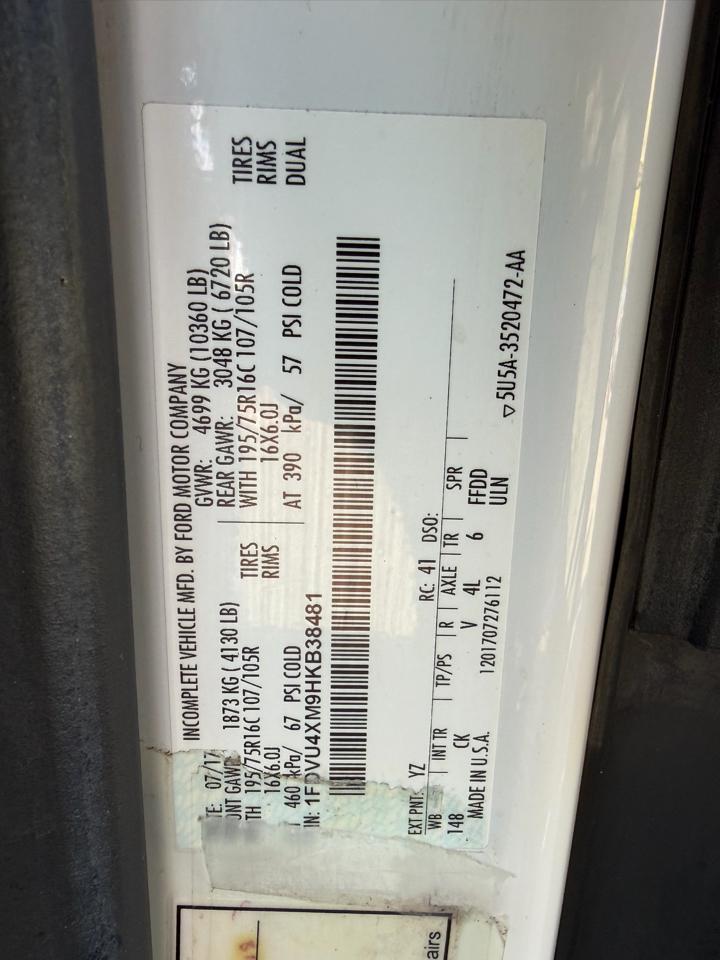 INCOMPLETE VEHICLE MFD. BY FORD MOTOR COMPANY
TE: 07/17 GVWR: 4699 KG (10360 LB)
ONT GAWR: 1873 KG ( 4130 LB) REAR GAWR: 3048 KG ( 6720 LB)
TH 195/75R16C 107/105R TIRES WITH 195/75R16C 107/105R TIRES
16X6.0J RIMS 16X6.0J RIMS
460 kPa/ 67 PSI COLD AT 390 kPa/ 57 PSI COLD DUAL
IN: 1FDVU4XM9HKB38481
EXT PNT: YZ RC: 41 DSO:
WB INT TR TP/PS R AXLE TR SPR
148 CK V 4L 6 FFDD
MADE IN U.S.A. 1201707276112 ULN
▽5U5A-3520472-AA
airs